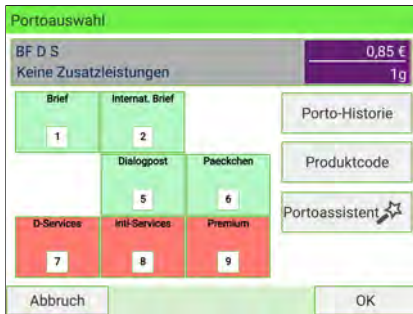 Portoauswahl
BF D S
0,85 €
Keine Zusatzleistungen
1g
Brief
Internat. Brief
1
2
Porto-Historie
Dialogpost
Paeckchen
5
6
Produktcode
D-Services
Intl-Services
Premium
7
8
9
Portoassistent
Abbruch
OK